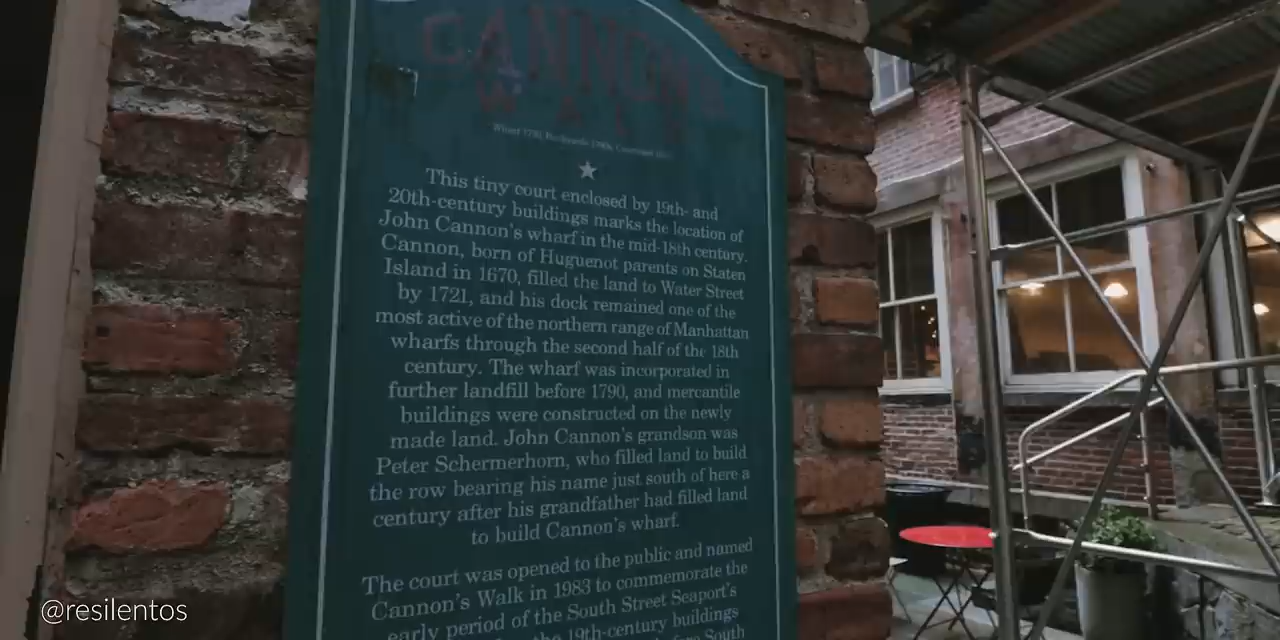 CANNON'S
WALK
This tiny court enclosed by 19th- and
20th-century buildings marks the location of
John Cannon's wharf in the mid-18th century.
Cannon, born of Huguenot parents on Staten
Island in 1670, filled the land to Water Street
by 1721, and his dock remained one of the
most active of the northern range of Manhattan
wharfs through the second half of the 18th
century. The wharf was incorporated in
further landfill before 1790, and mercantile
buildings were constructed on the newly
made land. John Cannon's grandson was
Peter Schermerhorn, who filled land to build
the row bearing his name just south of here a
century after his grandfather had filled land
to build Cannon's wharf.
The court was opened to the public and named
Cannon's Walk in 1983 to commemorate the
early period of the South Street Seaport's
the 19th-century buildings
South
@resilentos